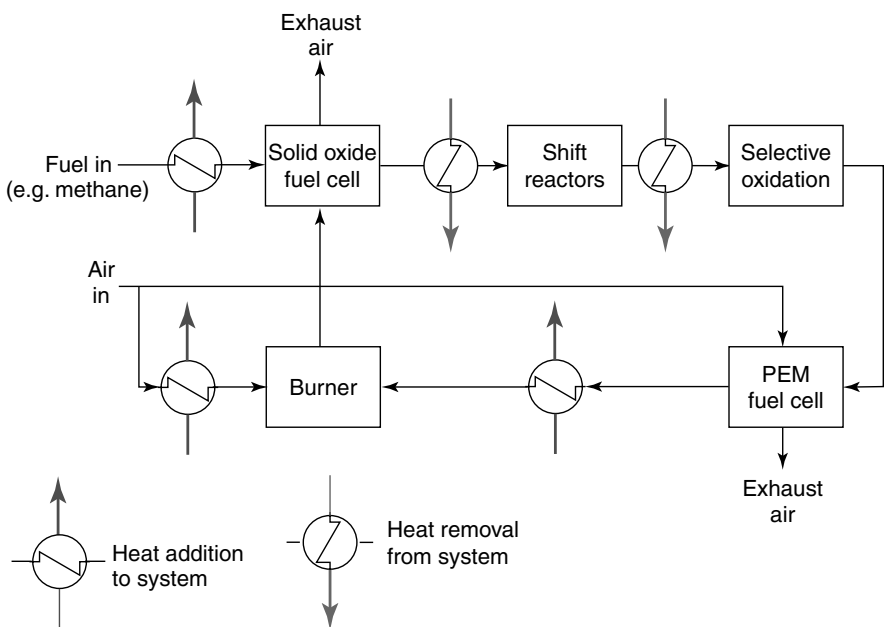 Exhaust
air
Fuel in
(e.g. methane)
Solid oxide
fuel cell
Shift
reactors
Selective
oxidation
Air
in
Burner
PEM
fuel cell
Exhaust
air
Heat addition
to system
Heat removal
from system